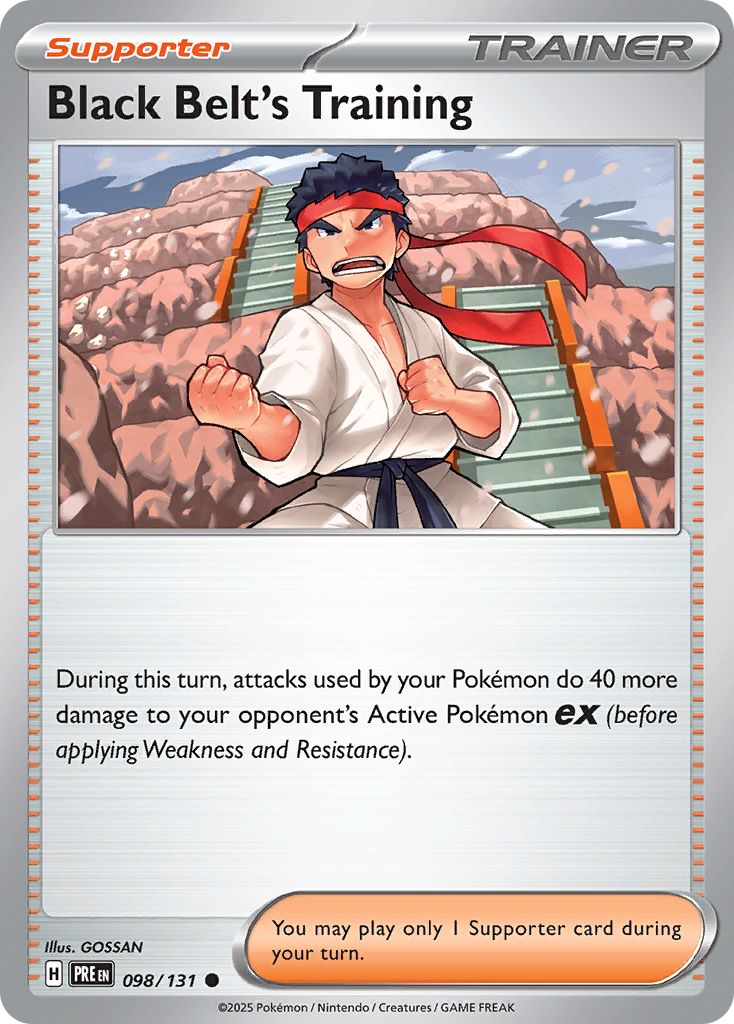 Supporter
TRAINER
Black Belt's Training
During this turn, attacks used by your Pokémon do 40 more
damage to your opponent's Active Pokémon ex (before
applying Weakness and Resistance).
You may play only 1 Supporter card during
your turn.
Illus. GOSSAN
H PRE EN 098/131 ●
©2025 Pokémon / Nintendo / Creatures / GAME FREAK